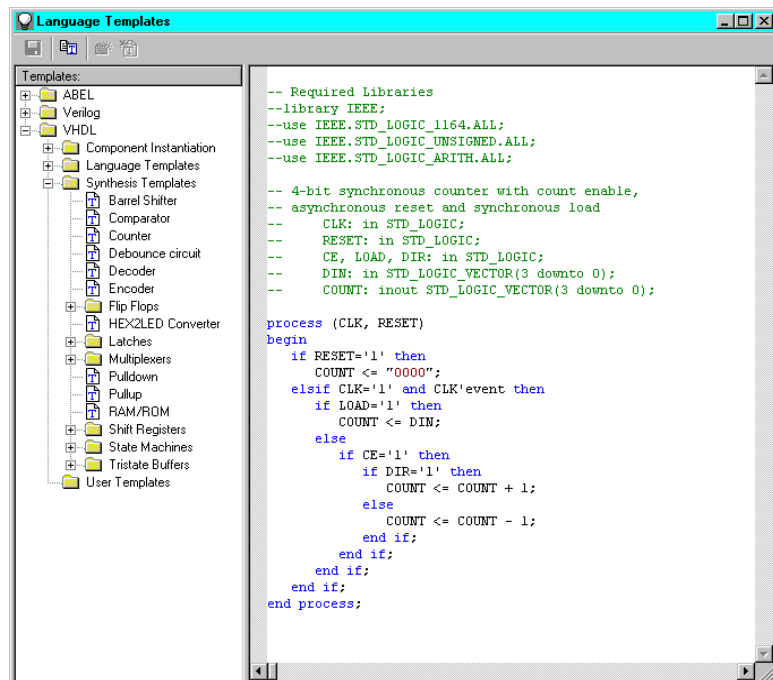 Language Templates
Templates:
ABEL
Verilog
VHDL
Component Instantiation
Language Templates
Synthesis Templates
Barrel Shifter
Comparator
Counter
Debounce circuit
Decoder
Encoder
Flip Flops
HEX2LED Converter
Latches
Multiplexers
Pulldown
Pullup
RAM/ROM
Shift Registers
State Machines
Tristate Buffers
User Templates
-- Required Libraries
--library IEEE;
--use IEEE.STD_LOGIC_1164.ALL;
--use IEEE.STD_LOGIC_UNSIGNED.ALL;
--use IEEE.STD_LOGIC_ARITH.ALL;

-- 4-bit synchronous counter with count enable,
-- asynchronous reset and synchronous load
--     CLK: in STD_LOGIC;
--     RESET: in STD_LOGIC;
--     CE, LOAD, DIR: in STD_LOGIC;
--     DIN: in STD_LOGIC_VECTOR(3 downto 0);
--     COUNT: inout STD_LOGIC_VECTOR(3 downto 0);

process (CLK, RESET)
begin
   if RESET='1' then
      COUNT <= "0000";
   elsif CLK='1' and CLK'event then
      if LOAD='1' then
         COUNT <= DIN;
      else
         if CE='1' then
            if DIR='1' then
               COUNT <= COUNT + 1;
            else
               COUNT <= COUNT - 1;
            end if;
         end if;
      end if;
   end if;
end process;